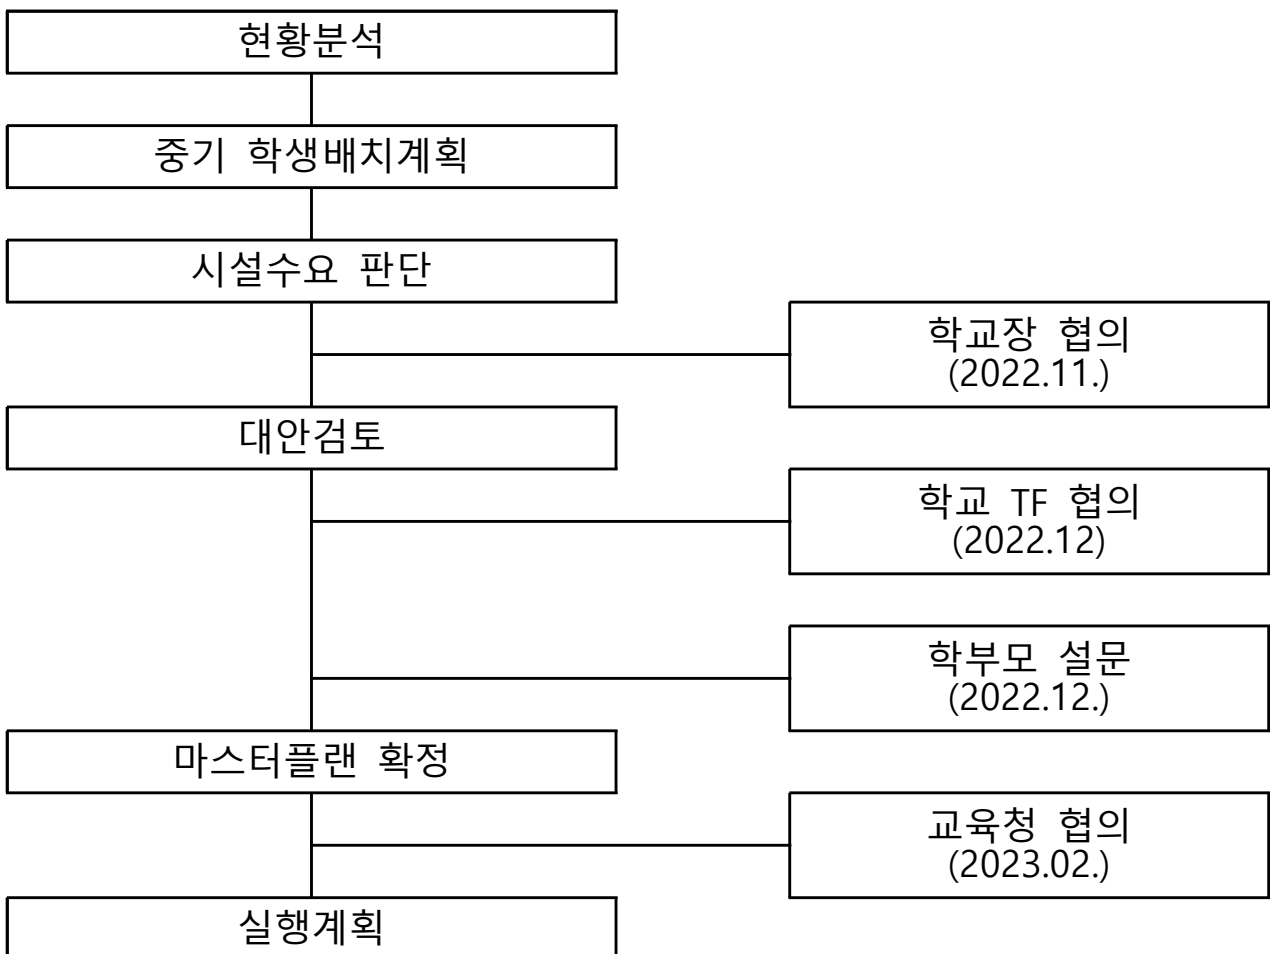 현황분석
중기 학생배치계획
시설수요 판단
학교장 협의
(2022.11.)
대안검토
학교 TF 협의
(2022.12)
학부모 설문
(2022.12.)
마스터플랜 확정
교육청 협의
(2023.02.)
실행계획